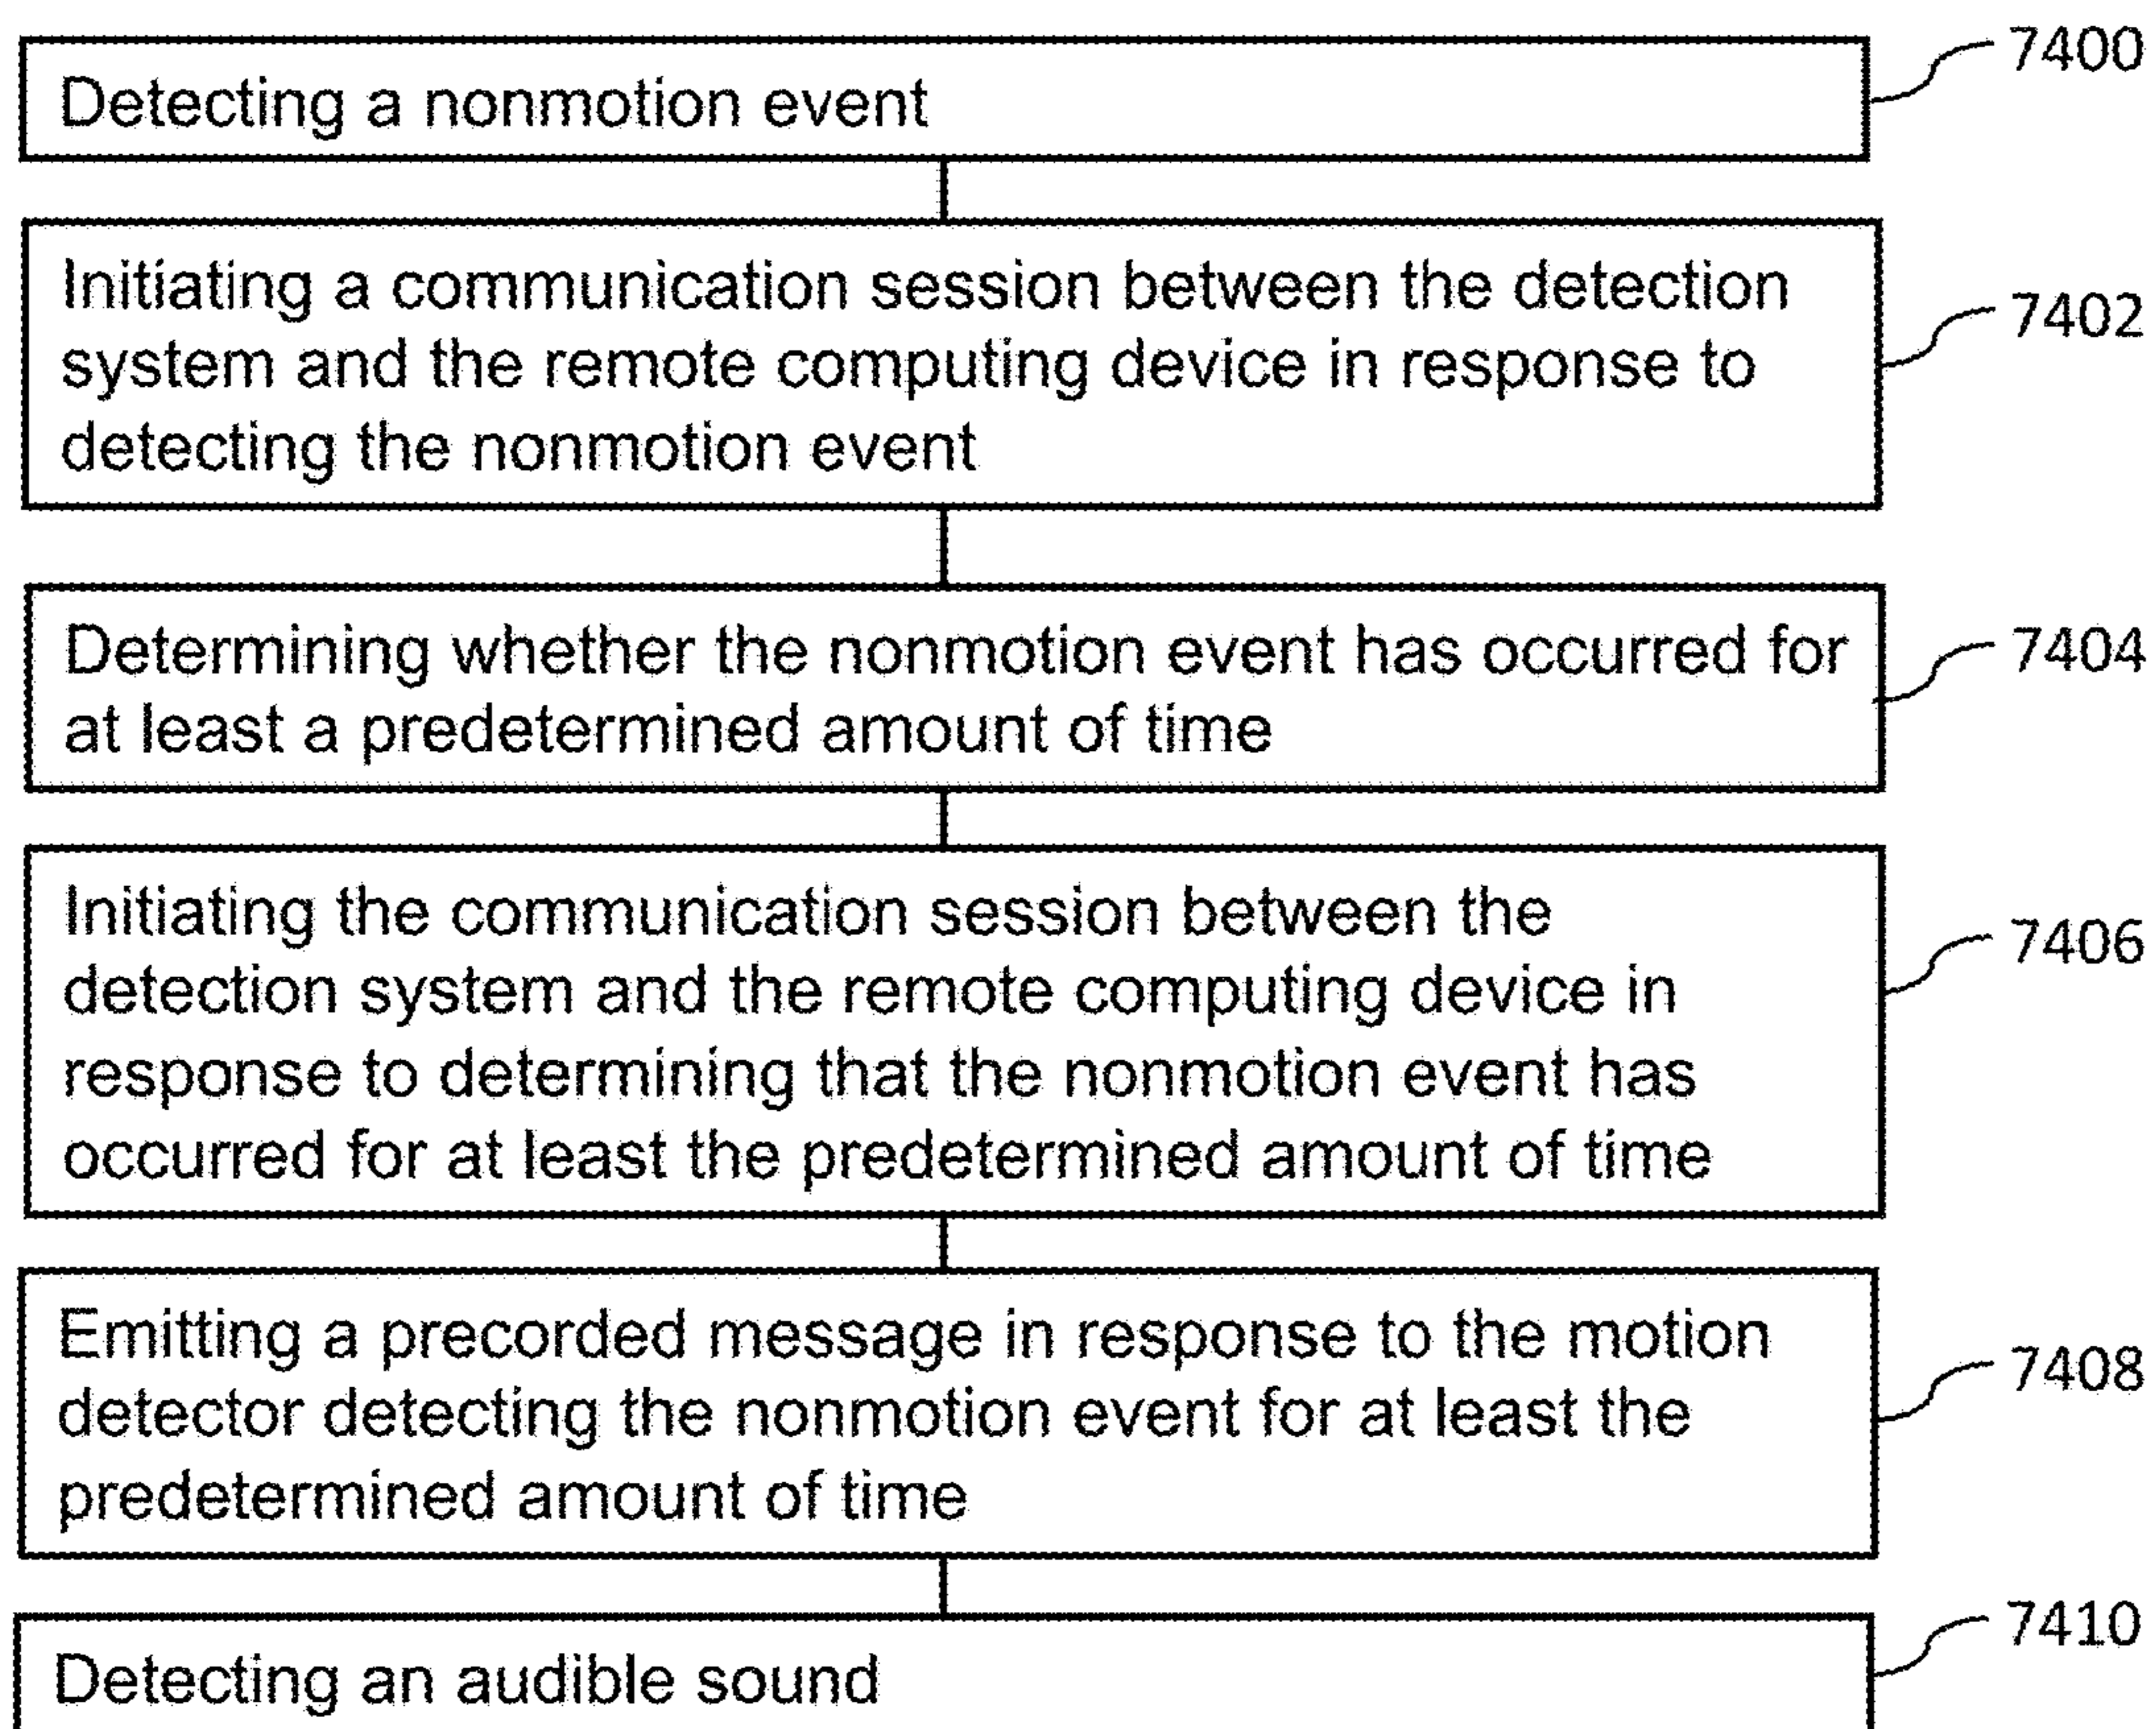 7400
Detecting a nonmotion event
Initiating a communication session between the detection
system and the remote computing device in response to
detecting the nonmotion event
7402
Determining whether the nonmotion event has occurred for
at least a predetermined amount of time
7404
Initiating the communication session between the
detection system and the remote computing device in
response to determining that the nonmotion event has
occurred for at least the predetermined amount of time
7406
Emitting a precorded message in response to the motion
detector detecting the nonmotion event for at least the
predetermined amount of time
7408
7410
Detecting an audible sound